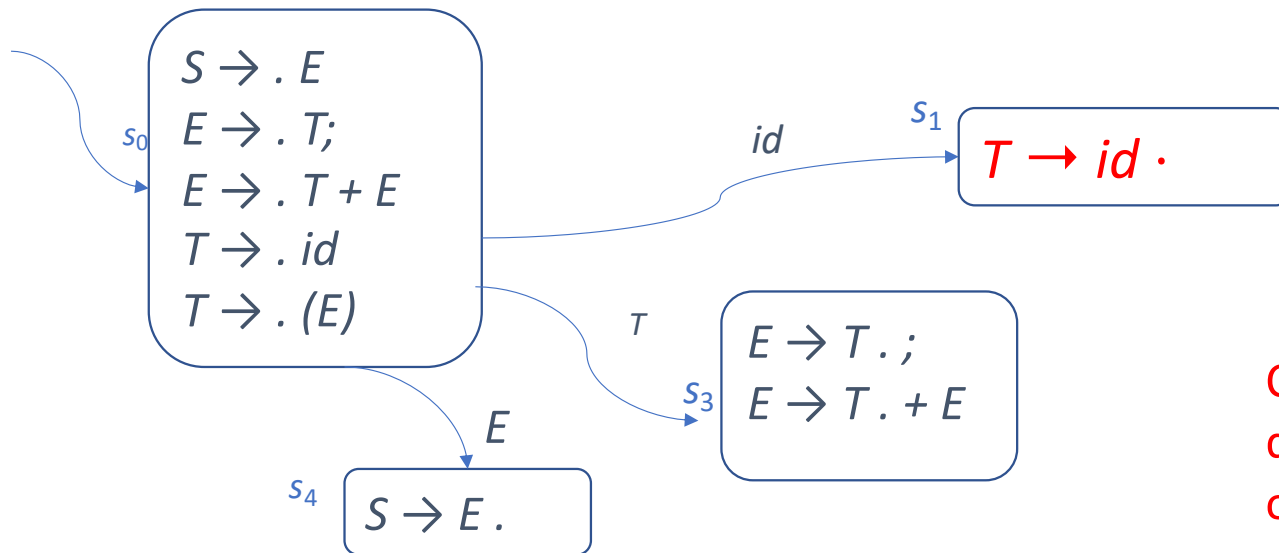 s0
S → . E
E → . T;
E → . T + E
T → . id
T → . (E)
id
s1
T → id ·
T
s3
E → T . ;
E → T . + E
E
s4
S → E .